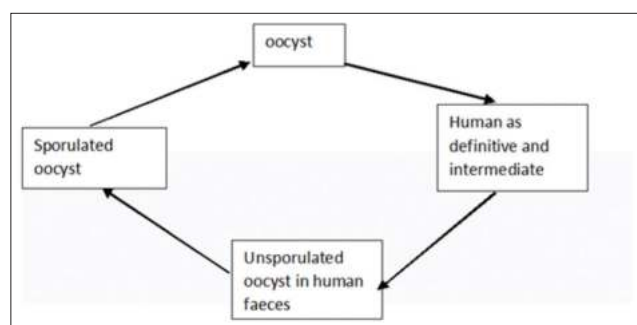 oocyst
Human as
definitive and
intermediate
Unsporulated
oocyst in human
faeces
Sporulated
oocyst